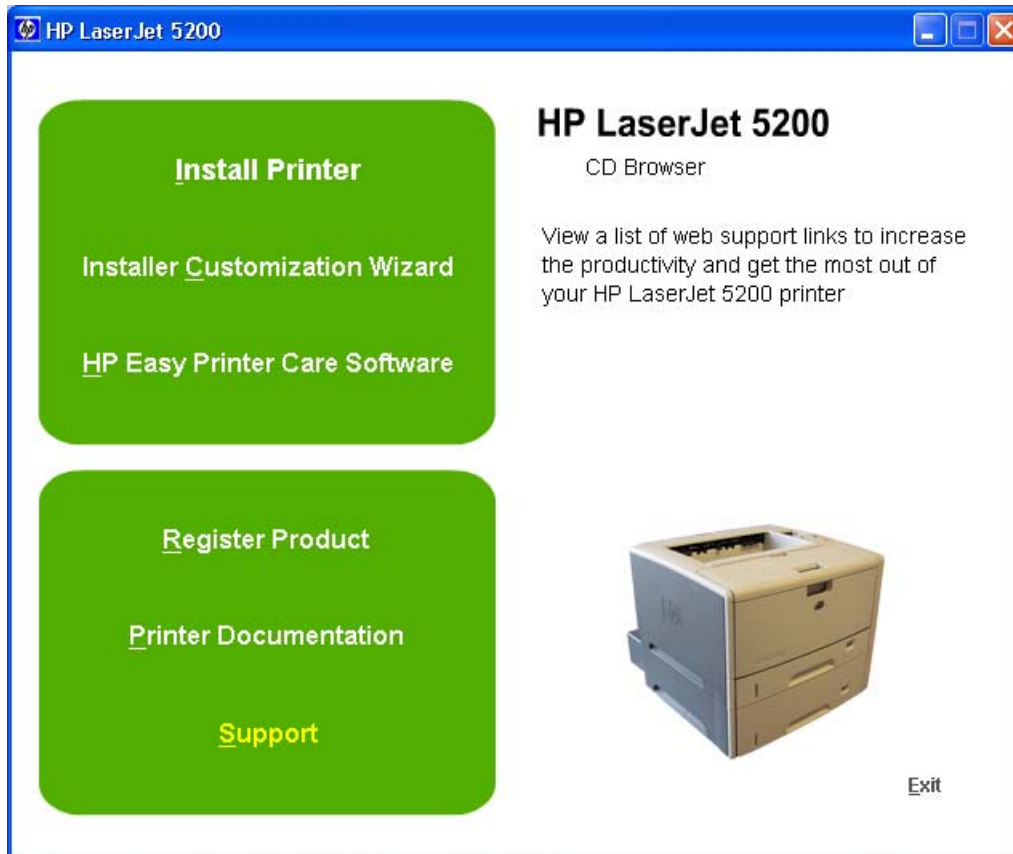 HP LaserJet 5200
Install Printer
Installer Customization Wizard
HP Easy Printer Care Software
Register Product
Printer Documentation
Support
HP LaserJet 5200
CD Browser
View a list of web support links to increase
the productivity and get the most out of
your HP LaserJet 5200 printer
Exit